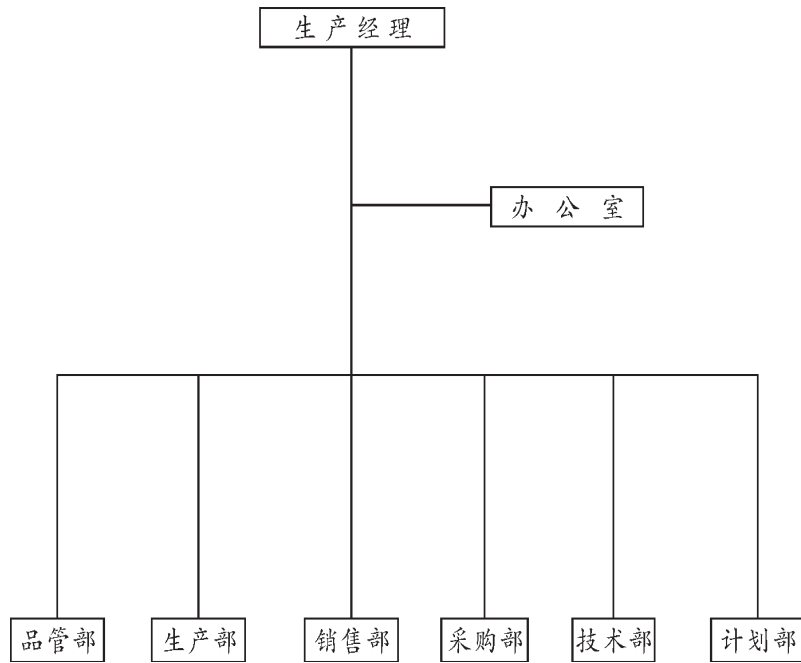 生产经理
办公室
品管部
生产部
销售部
采购部
技术部
计划部